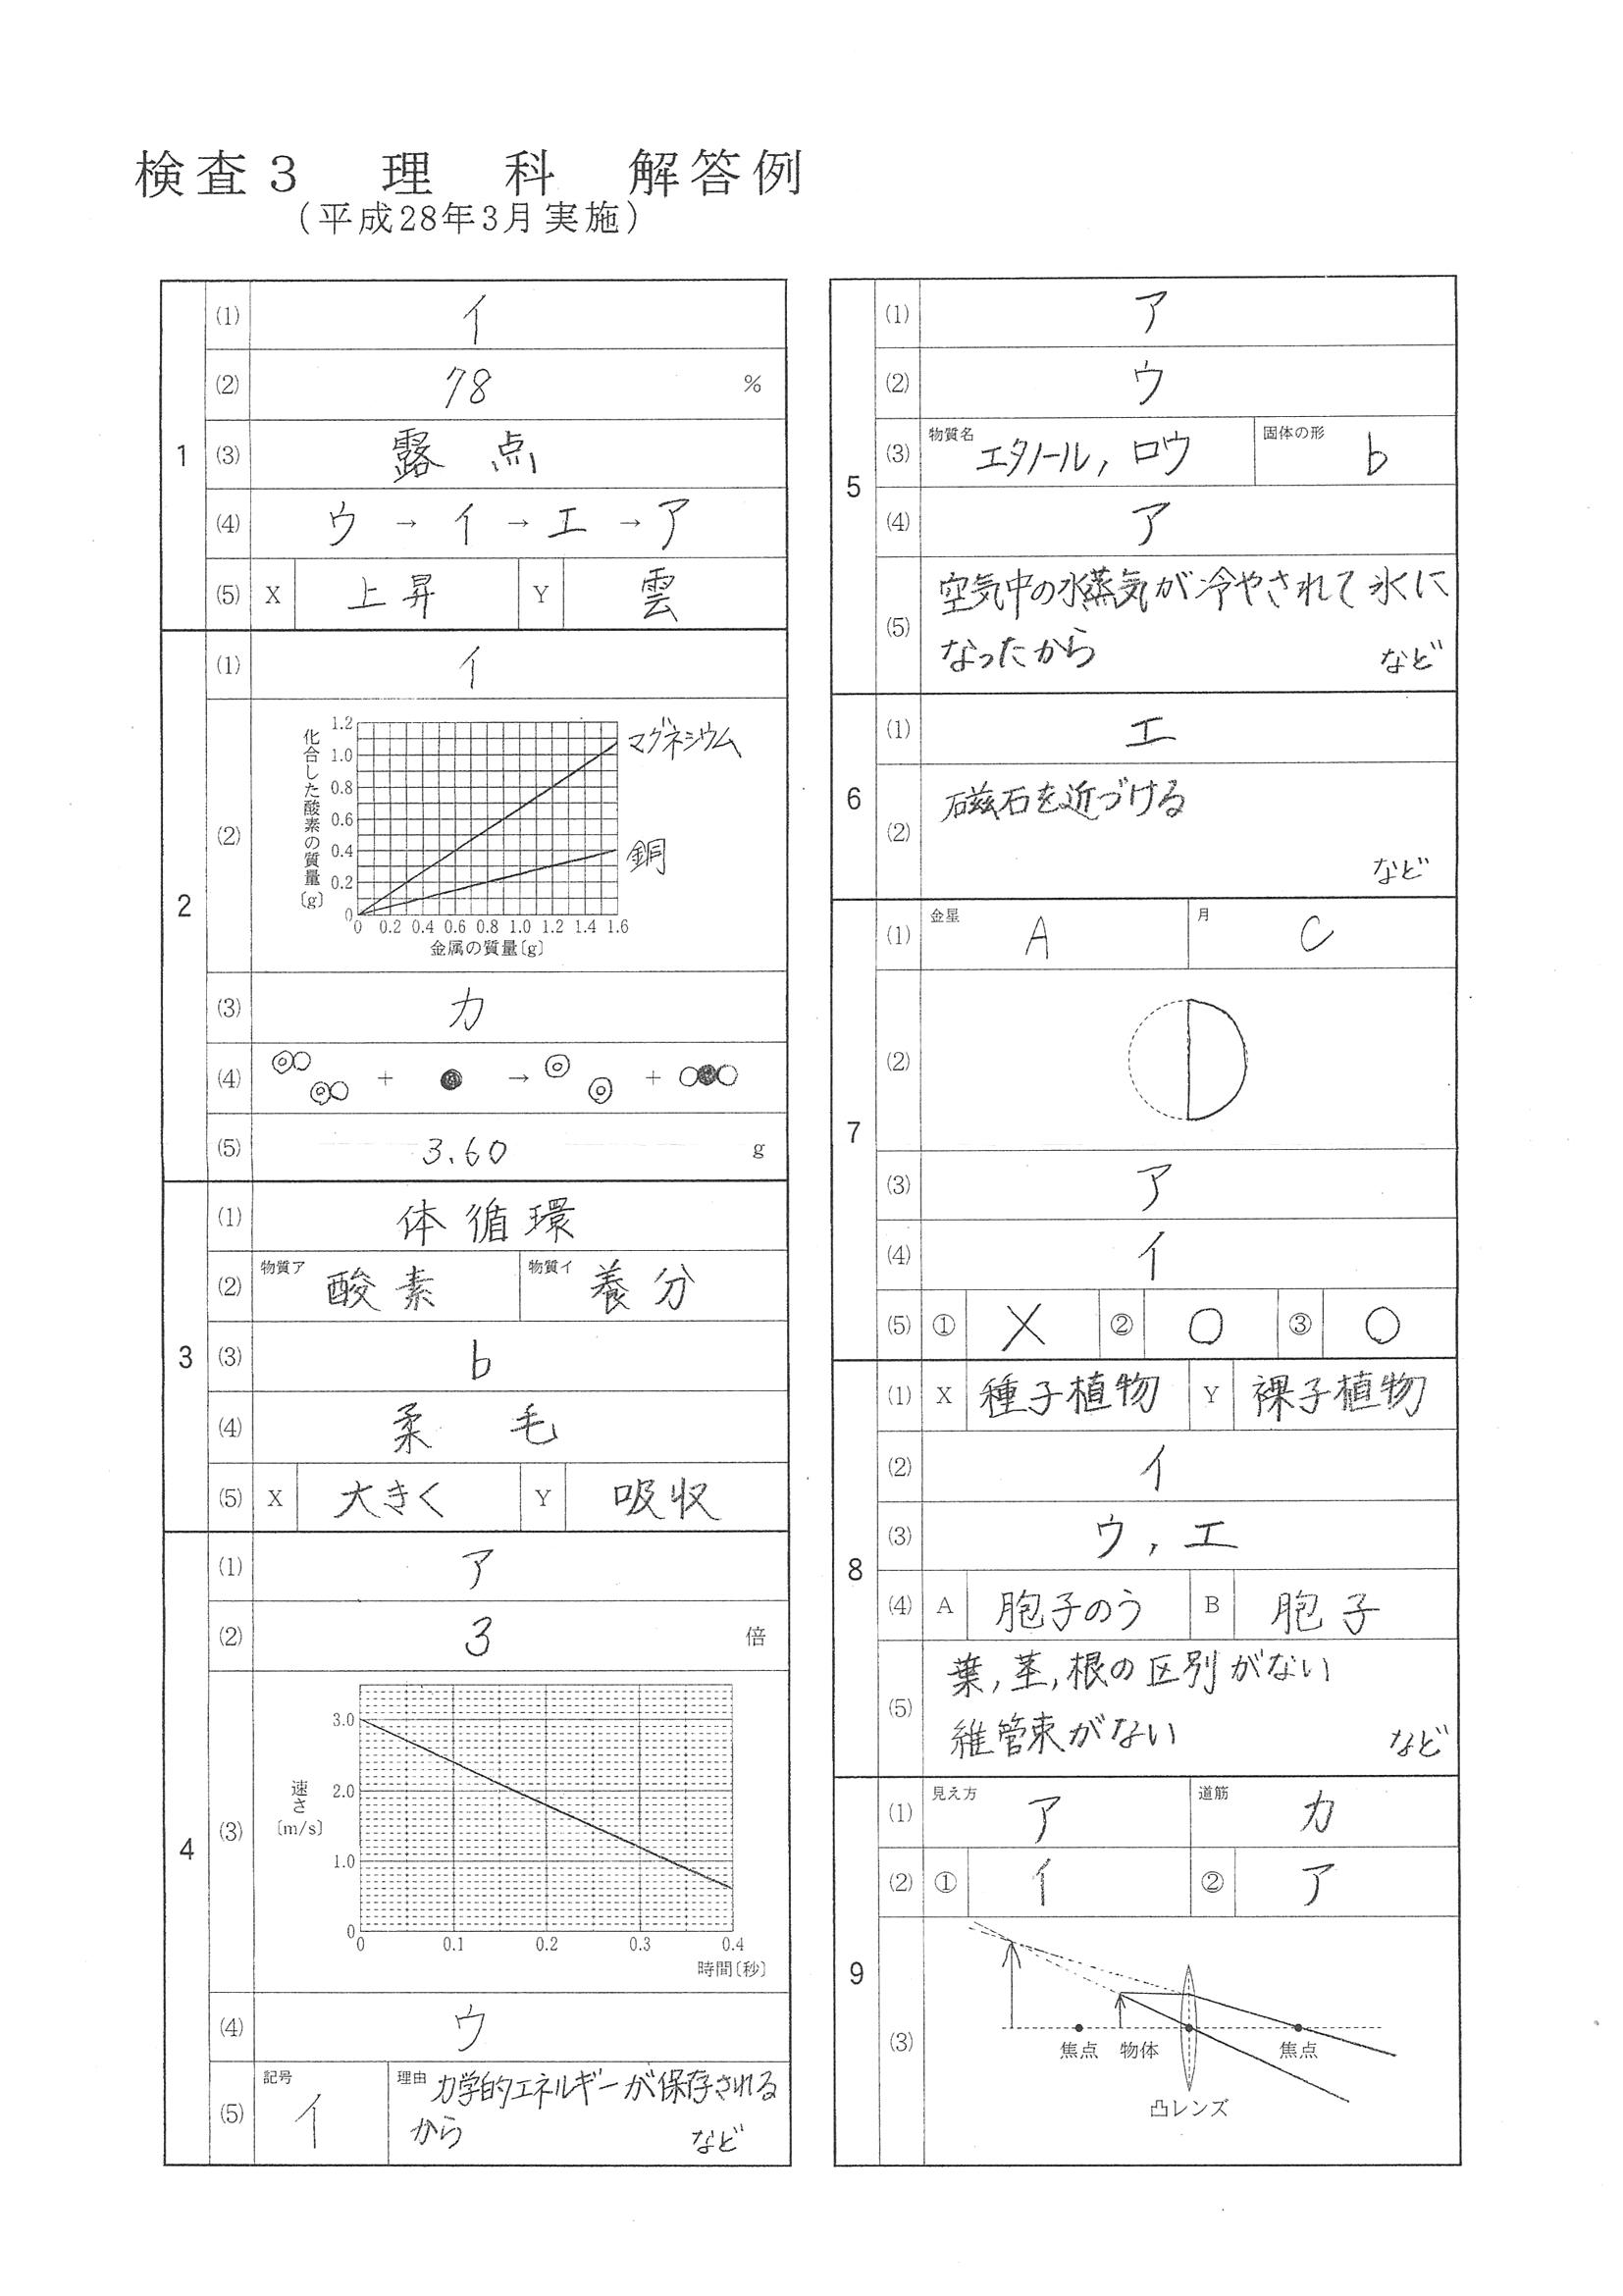 検査３　理　科　解答例
（平成28年3月実施）
1
(1) イ
(2) 78 %
(3) 露点
(4) ウ → イ → エ → ア
(5) X 上昇 Y 雲
2
(1) イ
(2)
化合した酸素の質量〔g〕
1.2
1.0
0.8
0.6
0.4
0.2
0
マグネシウム
銅
0 0.2 0.4 0.6 0.8 1.0 1.2 1.4 1.6
金属の質量〔g〕
(3) カ
(4) + → +
(5) 3.60 g
3
(1) 体循環
(2) 物質ア 酸素 物質イ 養分
(3) b
(4) 柔毛
(5) X 大きく Y 吸収
4
(1) ア
(2) 3 倍
(3)
速さ〔m/s〕
3.0
2.0
1.0
0
0 0.1 0.2 0.3 0.4
時間〔秒〕
(4) ウ
(5) 記号 イ 理由 力学的エネルギーが保存される
から など
5
(1) ア
(2) ウ
(3) 物質名 エタノール, ロウ 固体の形 b
(4) ア
(5) 空気中の水蒸気が冷やされて氷に
なったから など
6
(1) エ
(2) 磁石を近づける
など
7
(1) 金星 A 月 C
(2)
(3) ア
(4) イ
(5) ① × ② ○ ③ ○
8
(1) X 種子植物 Y 裸子植物
(2) イ
(3) ウ, エ
(4) A 胞子のう B 胞子
(5) 葉, 茎, 根の区別がない
維管束がない など
9
(1) 見え方 ア 道筋 カ
(2) ① イ ② ア
(3)
焦点 物体 焦点
凸レンズ